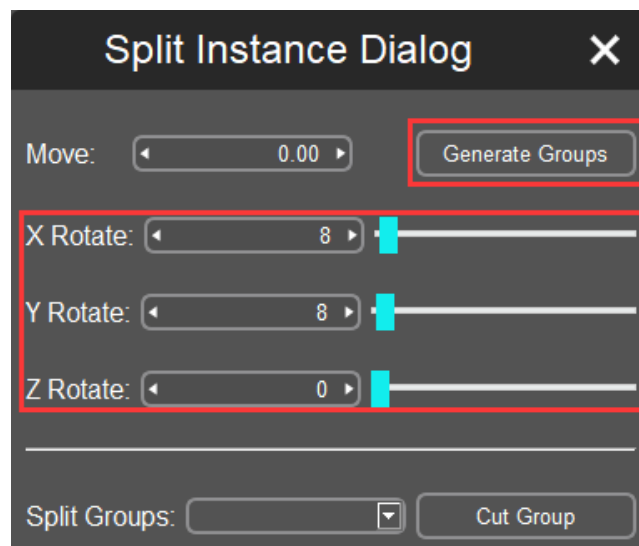 Split Instance Dialog
Move: 0.00 Generate Groups
X Rotate: 8
Y Rotate: 8
Z Rotate: 0
Split Groups: Cut Group